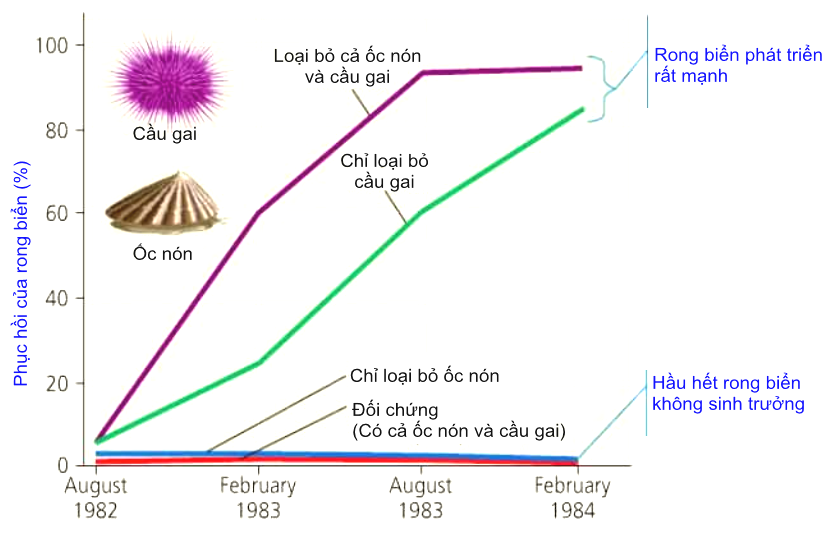 100
80
60
40
20
0
Phục hồi của rong biển (%)
Cầu gai
Ốc nón
Loại bỏ cả ốc nón
và cầu gai
Chỉ loại bỏ
cầu gai
Rong biển phát triển
rất mạnh
Chỉ loại bỏ ốc nón
Đối chứng
(Có cả ốc nón và cầu gai)
Hầu hết rong biển
không sinh trưởng
August
1982
February
1983
August
1983
February
1984